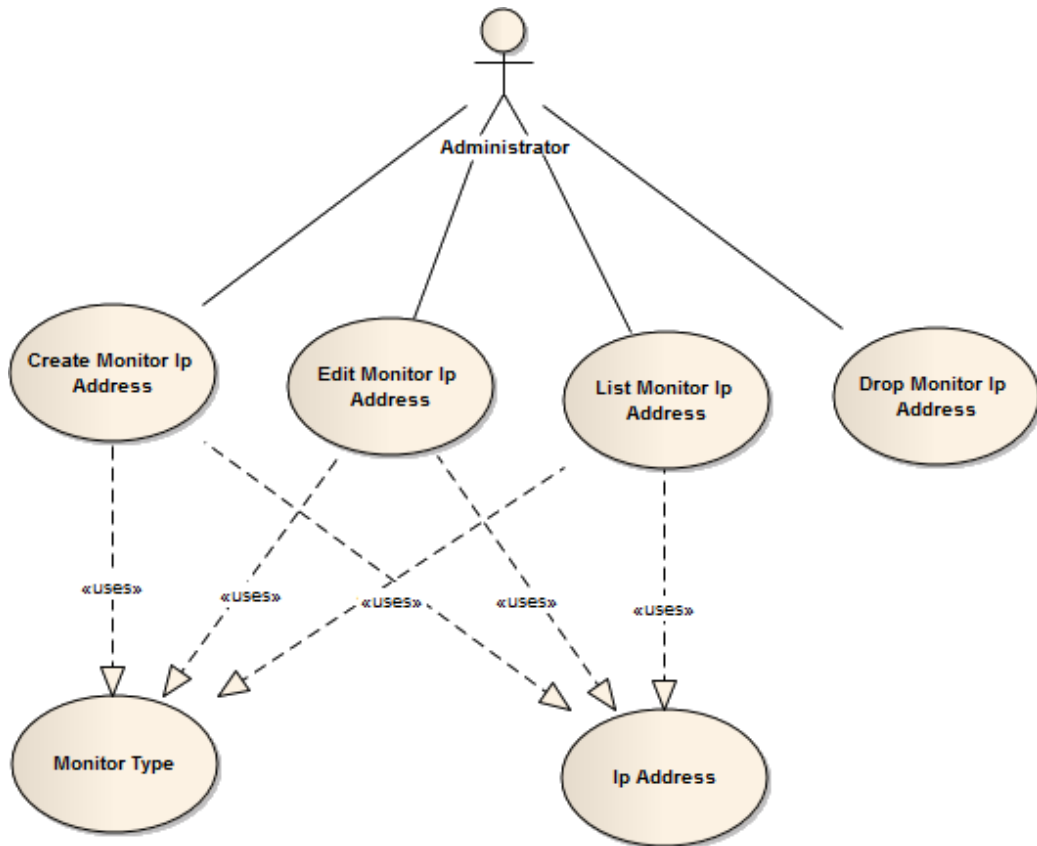 Administrator
Create Monitor Ip
Address
Edit Monitor Ip
Address
List Monitor Ip
Address
Drop Monitor Ip
Address
«uses»
«uses»
«uses»
«uses»
«uses»
Monitor Type
Ip Address